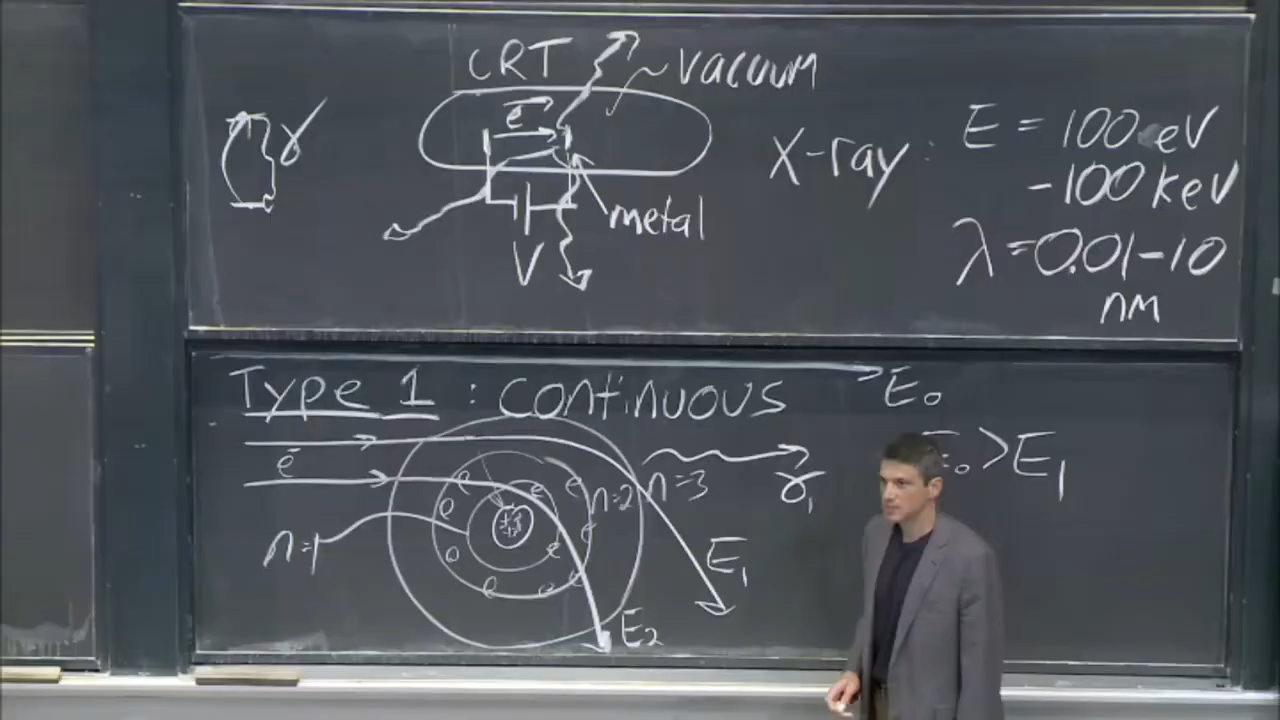 CRT
~ vacuum
e⁻
γ
metal
V
X-ray : E = 100 eV
- 100 keV
λ = 0.01 - 10
nm
Type 1 : continuous
E₀
e⁻
E₀ > E₁
n=2
n=3
γ₁
n=1
e e e e e e e e e
E₁
E₂